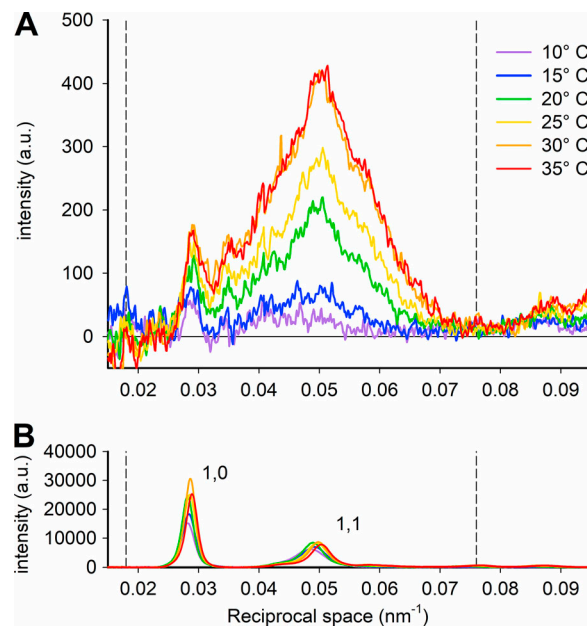 A
500
400
300
200
100
0
intensity (a.u.)
10° C
15° C
20° C
25° C
30° C
35° C
0.02 0.03 0.04 0.05 0.06 0.07 0.08 0.09
B
40000
30000
20000
10000
0
intensity (a.u.)
1,0
1,1
0.02 0.03 0.04 0.05 0.06 0.07 0.08 0.09
Reciprocal space (nm⁻¹)